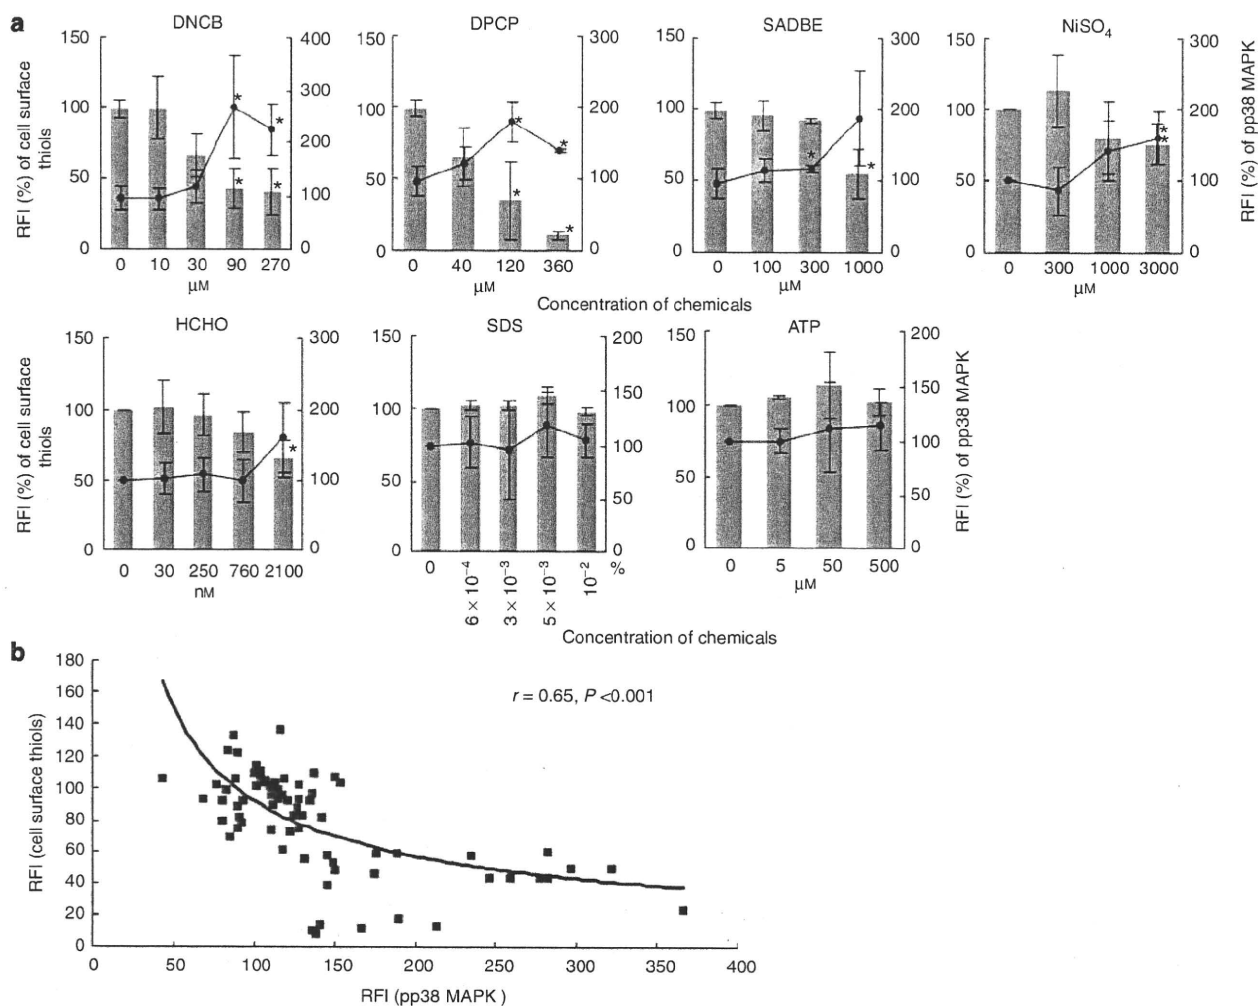 a
DNCB DPCP SADBE NiSO4
RFI (%) of cell surface thiols
150 100 50 0
400 300 200 100 0
0 10 30 90 270
* * * *
μM
150 100 50 0
300 200 100 0
0 40 120 360
* * * *
μM
150 100 50 0
300 200 100 0
0 100 300 1000
* *
μM
150 100 50 0
300 200 100 0
0 300 1000 3000
* *
μM
RFI (%) of pp38 MAPK
Concentration of chemicals
HCHO SDS ATP
RFI (%) of cell surface thiols
150 100 50 0
300 200 100 0
0 30 250 760 2100
*
nM
150 100 50 0
200 150 100 50 0
0 6 × 10−4 3 × 10−3 5 × 10−3 10−2 %
150 100 50 0
200 150 100 50 0
0 5 50 500
μM
RFI (%) of pp38 MAPK
Concentration of chemicals
b
r = 0.65, P <0.001
RFI (cell surface thiols)
180
160
140
120
100
80
60
40
20
0
0 50 100 150 200 250 300 350 400
RFI (pp38 MAPK )